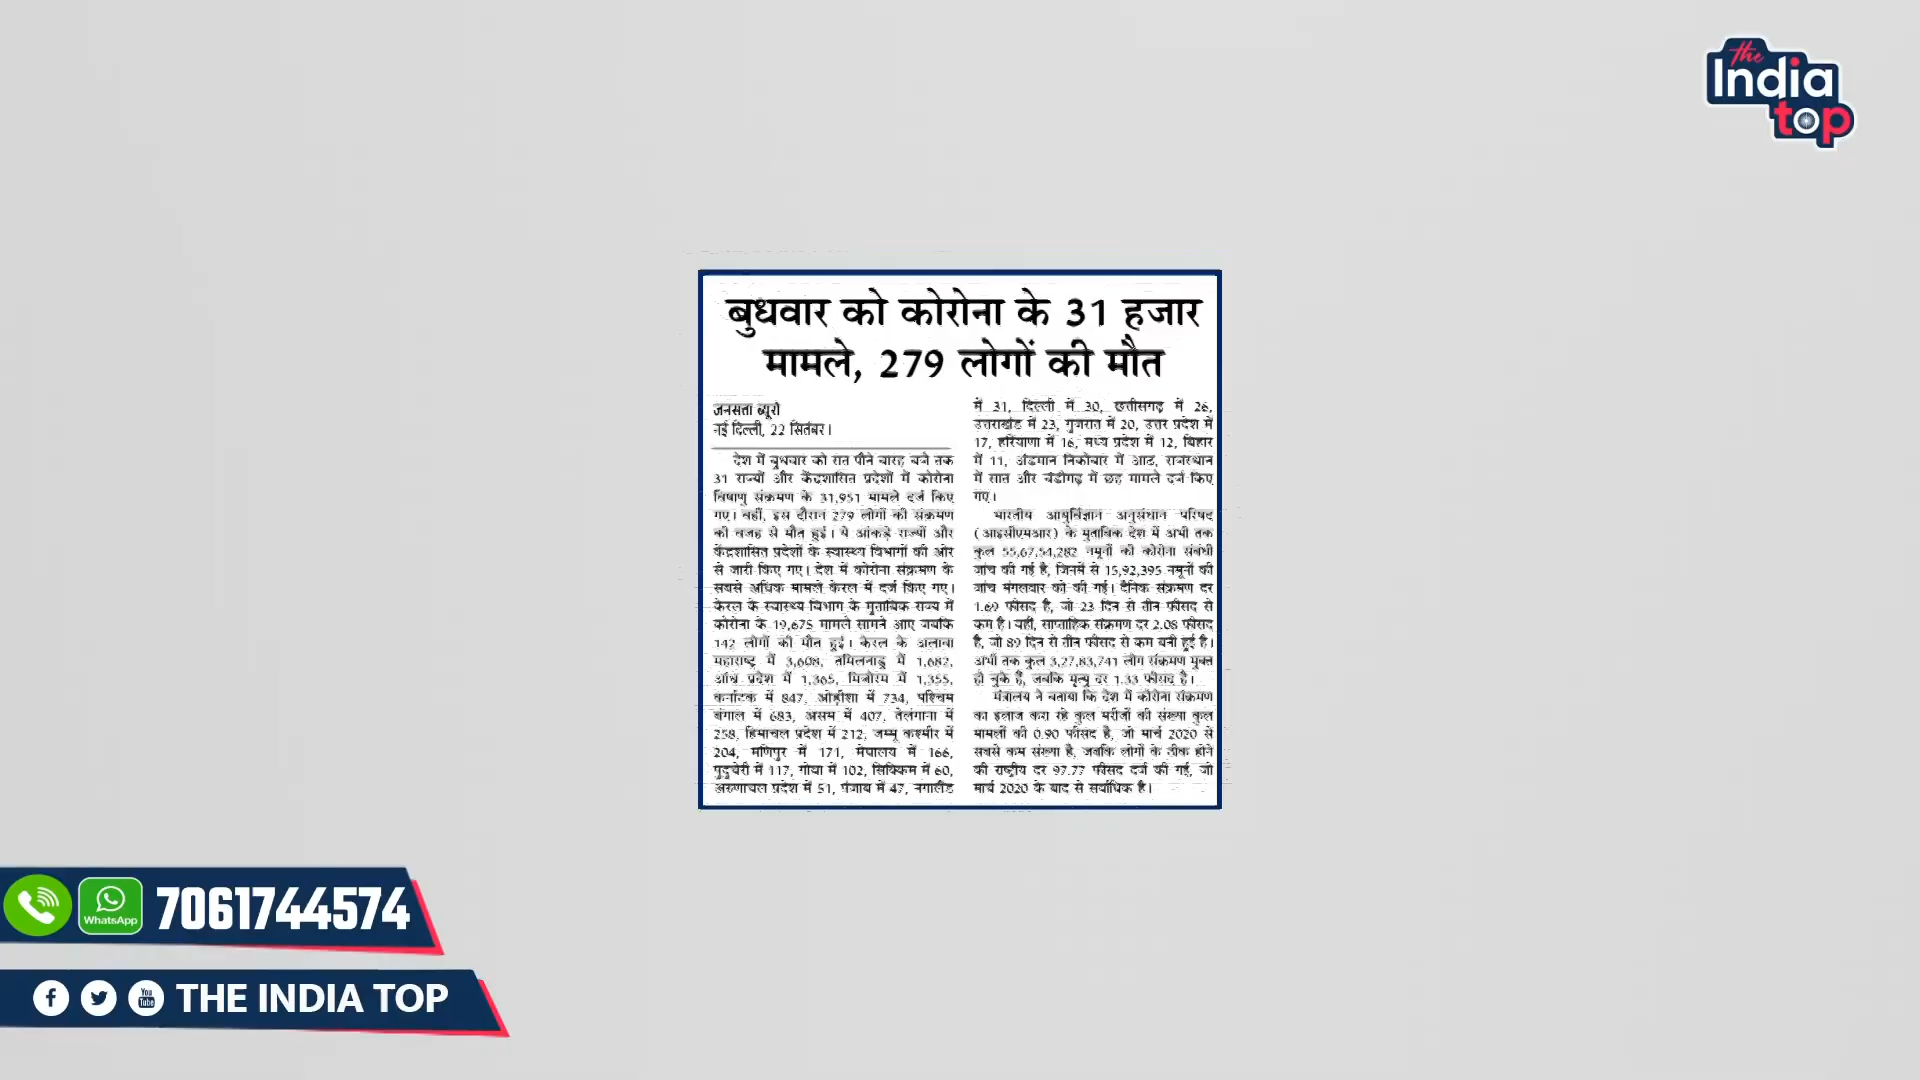 the
India
top
बुधवार को कोरोना के 31 हजार
मामले, 279 लोगों की मौत
जनसत्ता ब्यूरो
नई दिल्ली, 22 सितंबर।
देश में बुधवार को रात पौने बारह बजे तक
31 राज्यों और केंद्रशासित प्रदेशों में कोरोना
विषाणु संक्रमण के 31,951 मामले दर्ज किए
गए। वहीं, इस दौरान 279 लोगों की संक्रमण
की वजह से मौत हुई। ये आंकड़े राज्यों और
केंद्रशासित प्रदेशों के स्वास्थ्य विभागों की ओर
से जारी किए गए। देश में कोरोना संक्रमण के
सबसे अधिक मामले केरल में दर्ज किए गए।
केरल के स्वास्थ्य विभाग के मुताबिक राज्य में
कोरोना के 19,675 मामले सामने आए जबकि
142 लोगों की मौत हुई। केरल के अलावा
महाराष्ट्र में 3,608, तमिलनाडु में 1,682,
आंध्र प्रदेश में 1,365, मिजोरम में 1,355,
कर्नाटक में 847, ओड़ीशा में 734, पश्चिम
बंगाल में 683, असम में 407, तेलंगाना में
258, हिमाचल प्रदेश में 212, जम्मू कश्मीर में
204, मणिपुर में 171, मेघालय में 166,
पुदुचेरी में 117, गोवा में 102, सिक्किम में 60,
अरुणाचल प्रदेश में 51, पंजाब में 47, नगालैंड
में 31, दिल्ली में 30, छत्तीसगढ़ में 26,
उत्तराखंड में 23, गुजरात में 20, उत्तर प्रदेश में
17, हरियाणा में 16, मध्य प्रदेश में 12, बिहार
में 11, अंडमान निकोबार में आठ, राजस्थान
में सात और चंडीगढ़ में छह मामले दर्ज किए
गए।
भारतीय आयुर्विज्ञान अनुसंधान परिषद
(आइसीएमआर) के मुताबिक देश में अभी तक
कुल 55,67,54,282 नमूनों की कोरोना संबंधी
जांच की गई है, जिनमें से 15,92,395 नमूनों की
जांच मंगलवार को की गई। दैनिक संक्रमण दर
1.69 फीसद है, जो 23 दिन से तीन फीसद से
कम है। वहीं, साप्ताहिक संक्रमण दर 2.08 फीसद
है, जो 89 दिन से तीन फीसद से कम बनी हुई है।
अभी तक कुल 3,27,83,741 लोग संक्रमण मुक्त
हो चुके हैं, जबकि मृत्यु दर 1.33 फीसद है।
मंत्रालय ने बताया कि देश में कोरोना संक्रमण
का इलाज करा रहे कुल मरीजों की संख्या कुल
मामलों की 0.90 फीसद है, जो मार्च 2020 से
सबसे कम संख्या है, जबकि लोगों के ठीक होने
की राष्ट्रीय दर 97.77 फीसद दर्ज की गई, जो
मार्च 2020 के बाद से सर्वाधिक है।
WhatsApp
7061744574
You
Tube
THE INDIA TOP